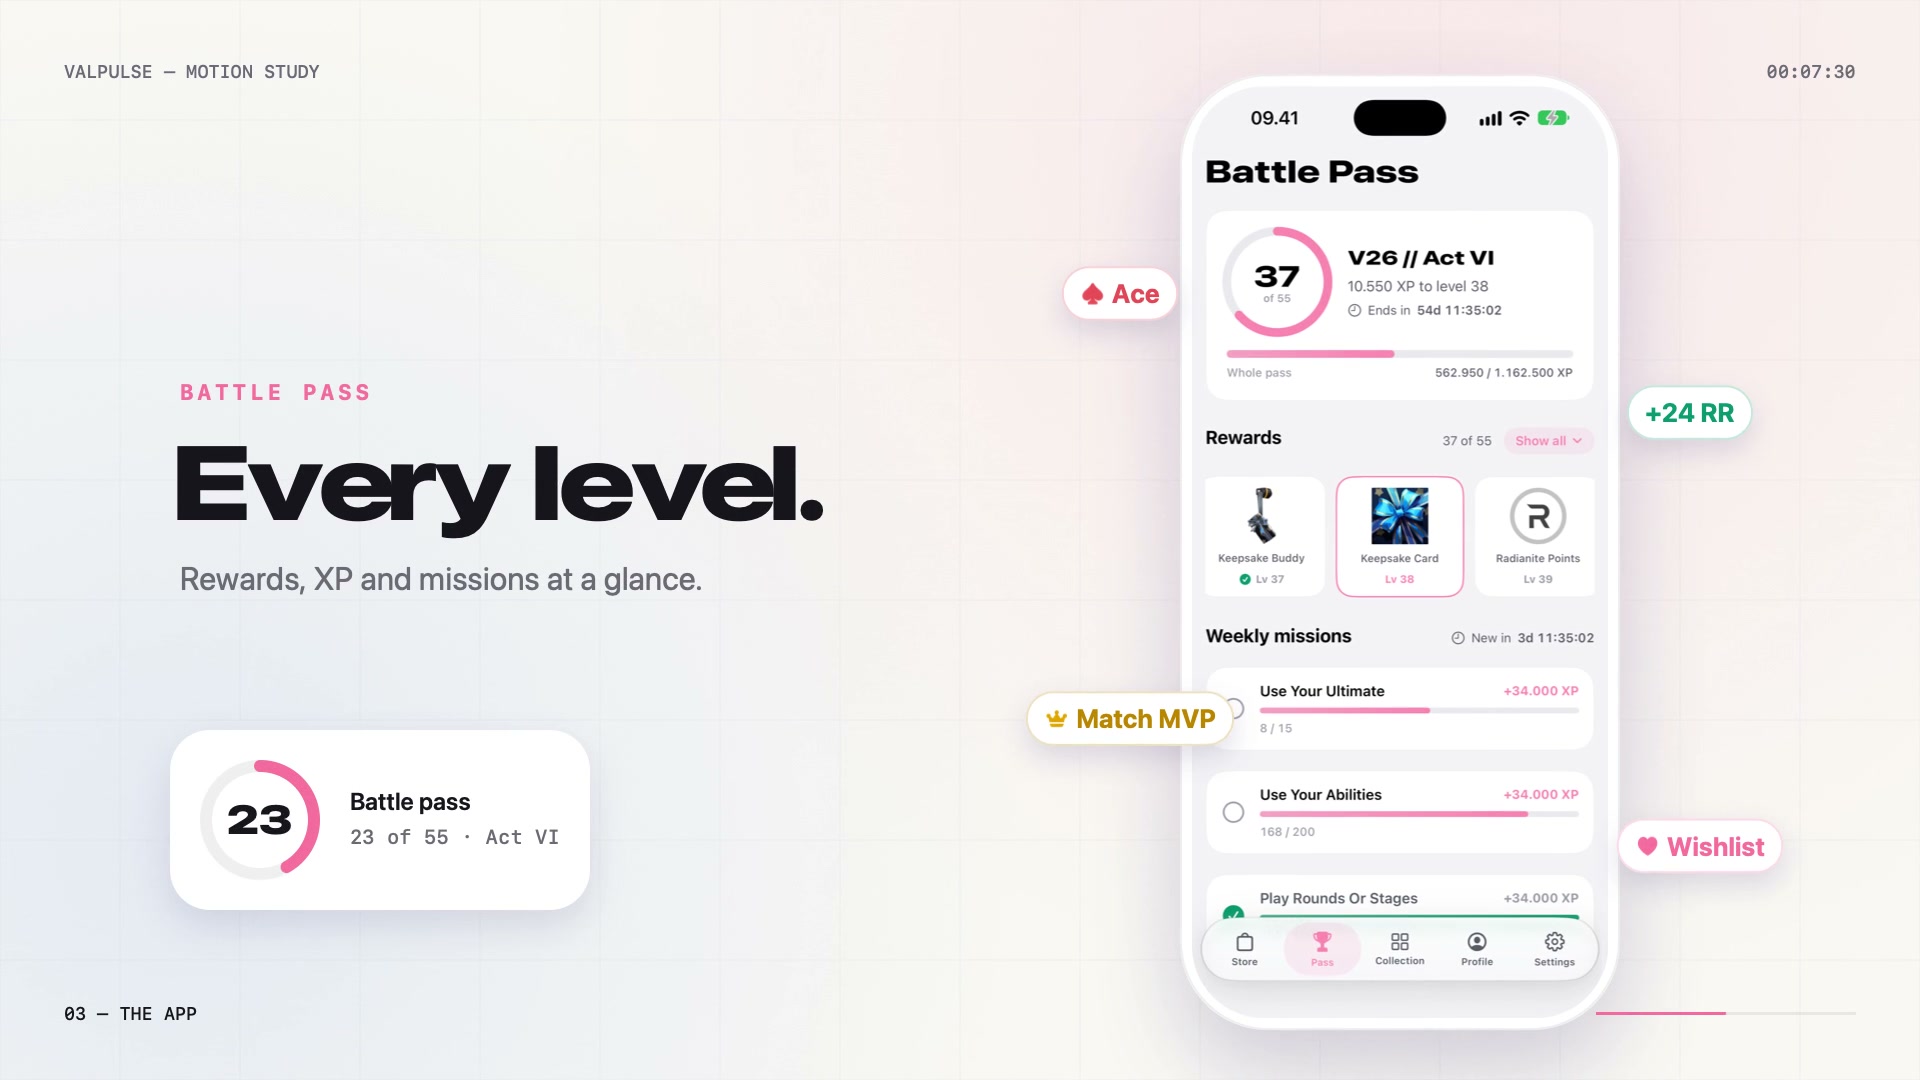 VALPULSE — MOTION STUDY
00:07:30
BATTLE PASS
Every level.
Rewards, XP and missions at a glance.
23
Battle pass
23 of 55 · Act VI
03 — THE APP
Ace
Match MVP
+24 RR
Wishlist
09.41
Battle Pass
37
of 55
V26 // Act VI
10.550 XP to level 38
Ends in 54d 11:35:02
Whole pass
562.950 / 1.162.500 XP
Rewards
37 of 55
Show all
Keepsake Buddy
Lv 37
Keepsake Card
Lv 38
R
Radianite Points
Lv 39
Weekly missions
New in 3d 11:35:02
Use Your Ultimate
+34.000 XP
8 / 15
Use Your Abilities
+34.000 XP
168 / 200
Play Rounds Or Stages
+34.000 XP
Store
Pass
Collection
Profile
Settings